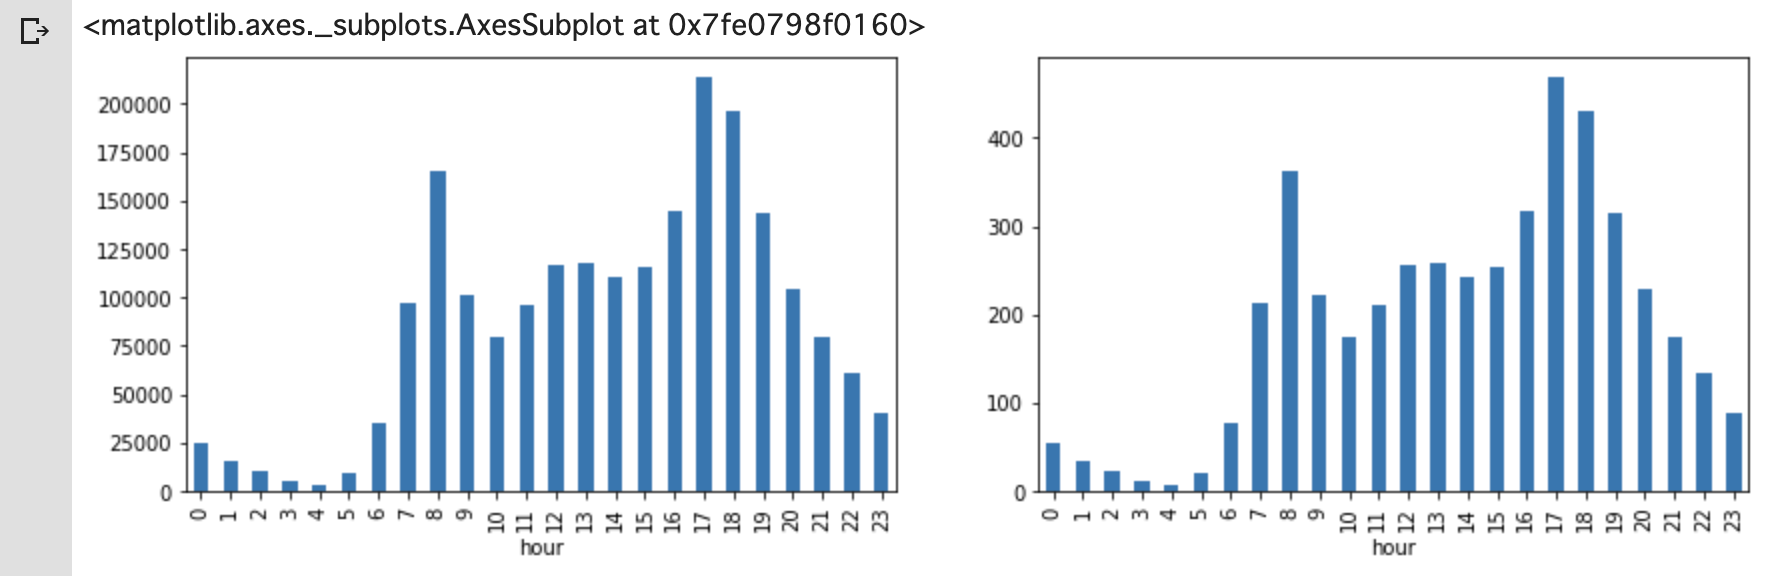 <matplotlib.axes._subplots.AxesSubplot at 0x7fe0798f0160>
200000
175000
150000
125000
100000
75000
50000
25000
0
0 1 2 3 4 5 6 7 8 9 10 11 12 13 14 15 16 17 18 19 20 21 22 23
hour
400
300
200
100
0
0 1 2 3 4 5 6 7 8 9 10 11 12 13 14 15 16 17 18 19 20 21 22 23
hour